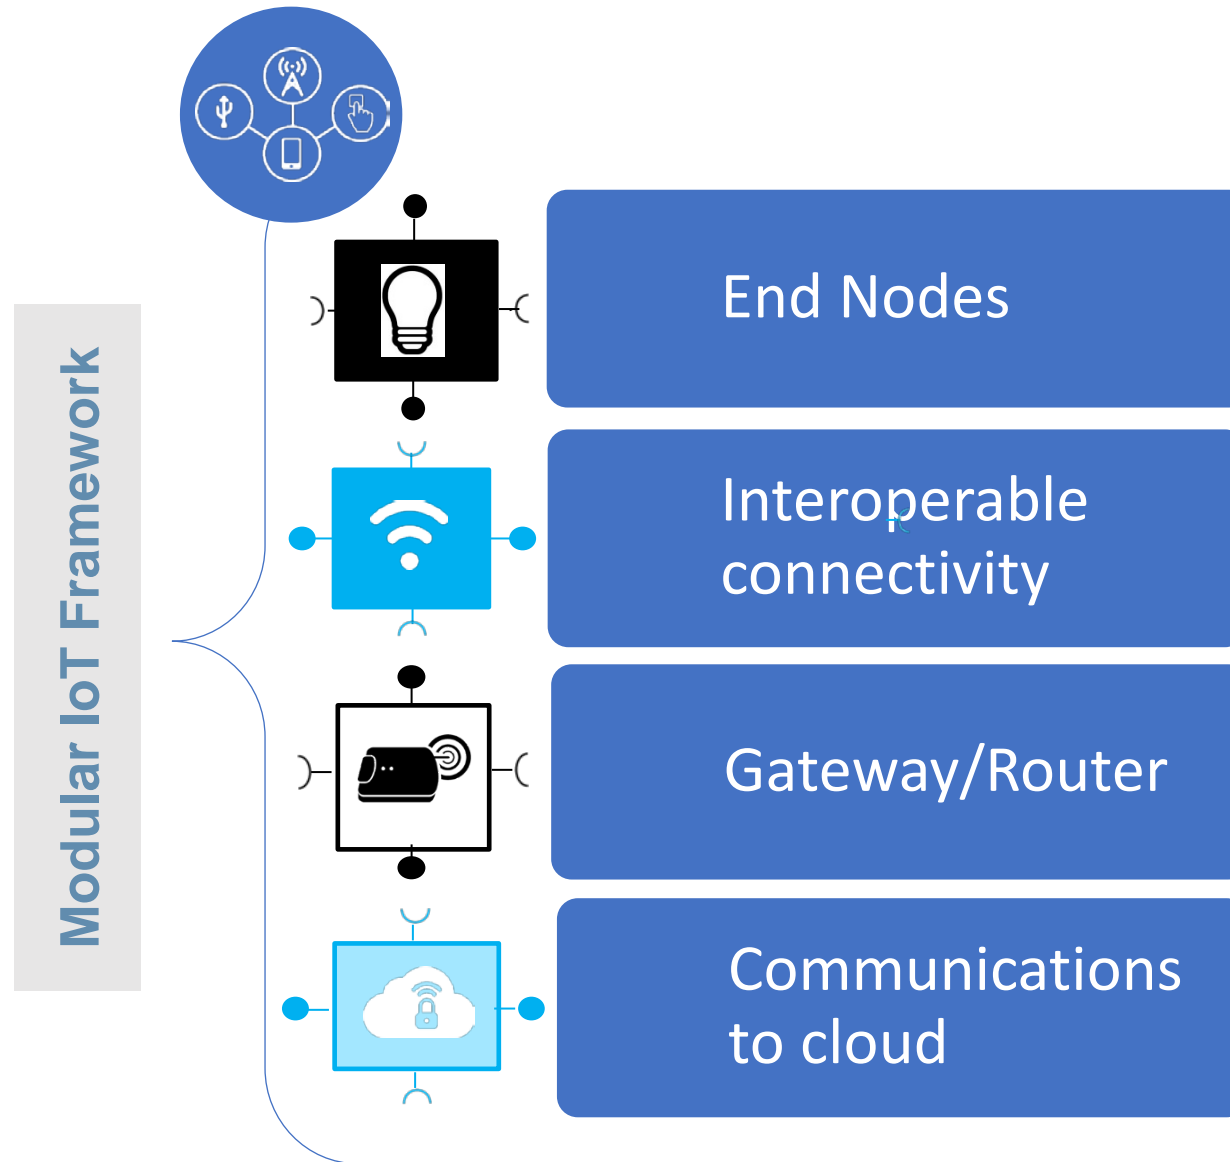 Modular IoT Framework
End Nodes
Interoperable
connectivity
Gateway/Router
Communications
to cloud